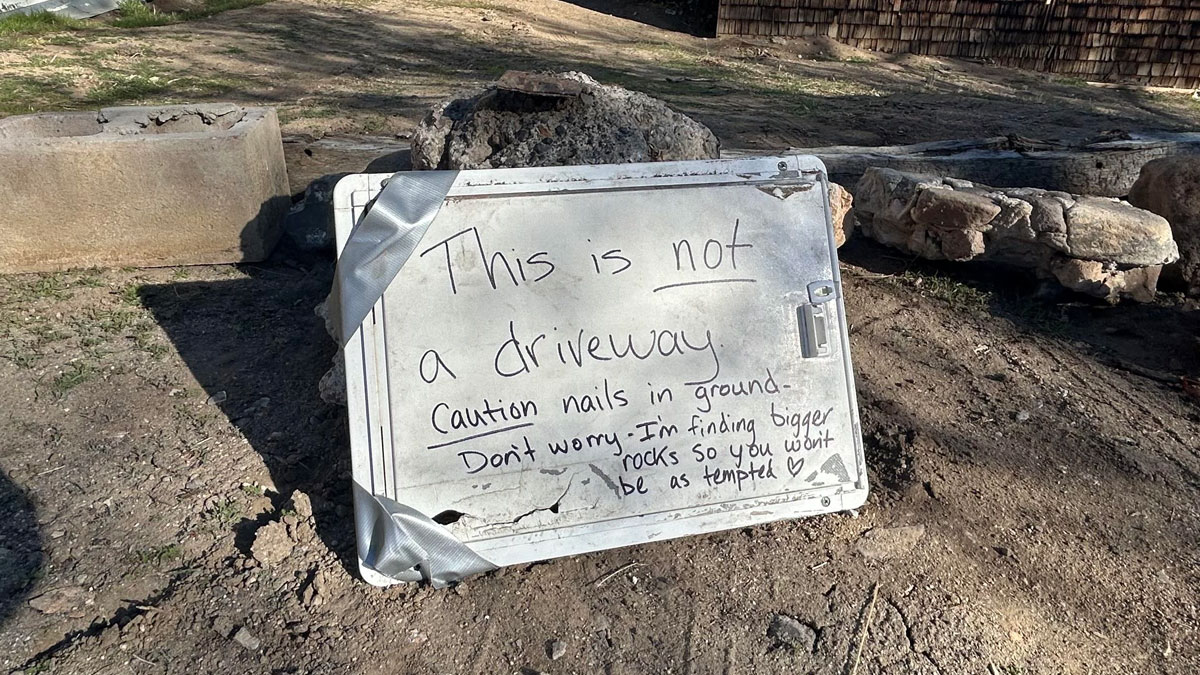 This is not
a driveway.
Caution nails in ground-
Don't worry. I'm finding bigger
rocks so you won't
be as tempted ♡